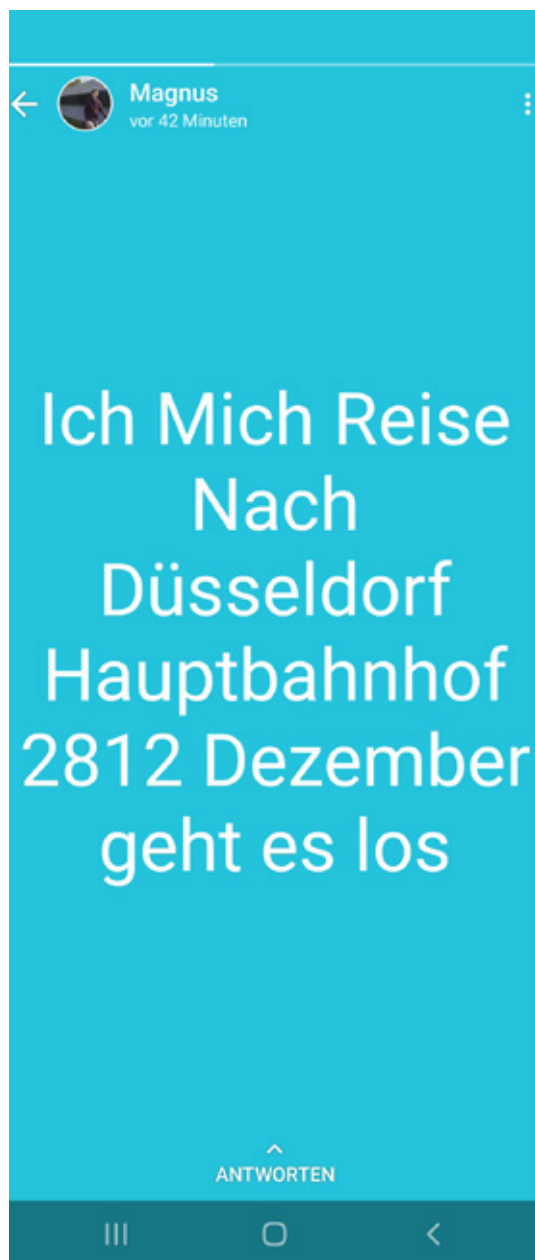 Magnus
vor 42 Minuten
Ich Mich Reise
Nach
Düsseldorf
Hauptbahnhof
2812 Dezember
geht es los
ANTWORTEN